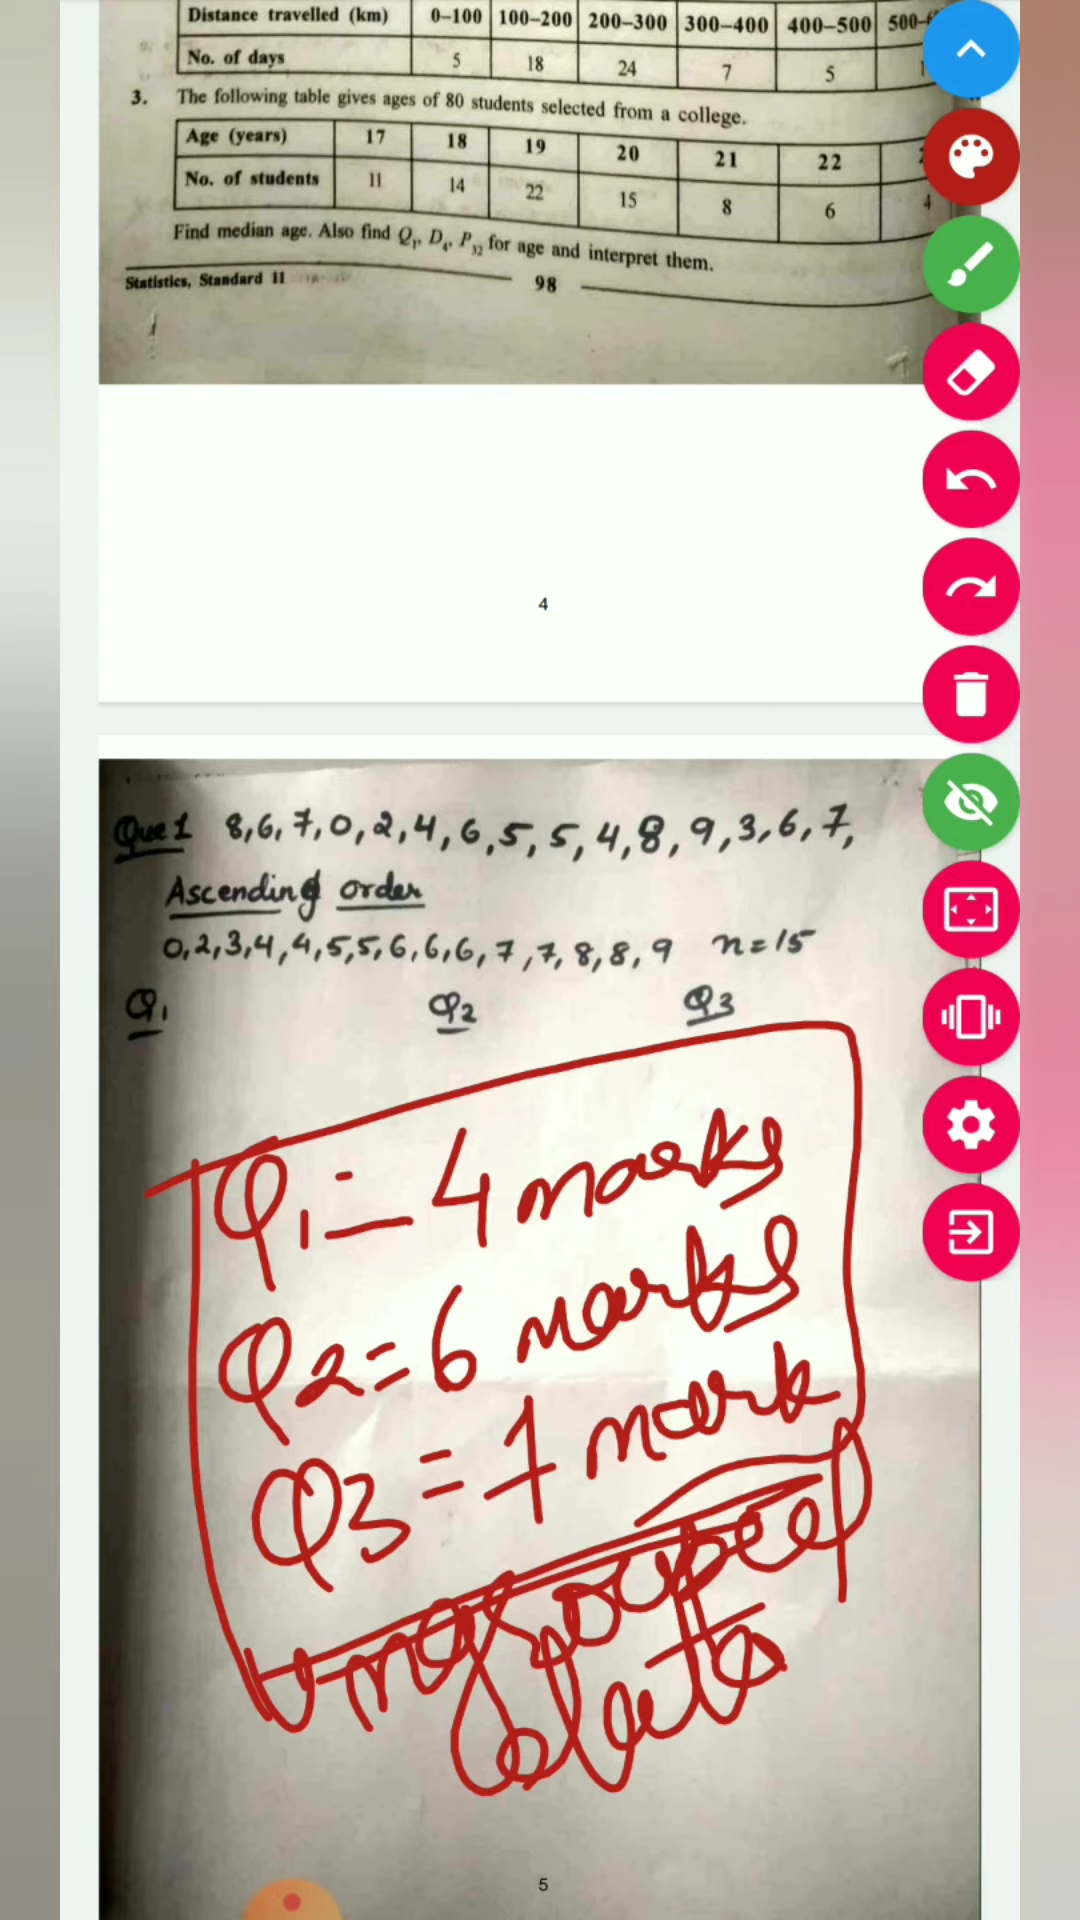 Distance travelled (km) 0–100 100–200 200–300 300–400 400–500
No. of days 5 18 24 7 5
3. The following table gives ages of 80 students selected from a college.
Age (years) 17 18 19 20 21 22
No. of students 11 14 22 15 8 6 4
Find median age. Also find Q1, D4, P32 for age and interpret them.
Statistics, Standard 11 98
4
Que 1 8,6,7,0,2,4,6,5,5,4,8,9,3,6,7,
Ascending order
0,2,3,4,4,5,5,6,6,6,7,7,8,8,9 n=15
Q1 Q2 Q3
Q1 = 4 marks
Q2 = 6 marks
Q3 = 7 mark
5